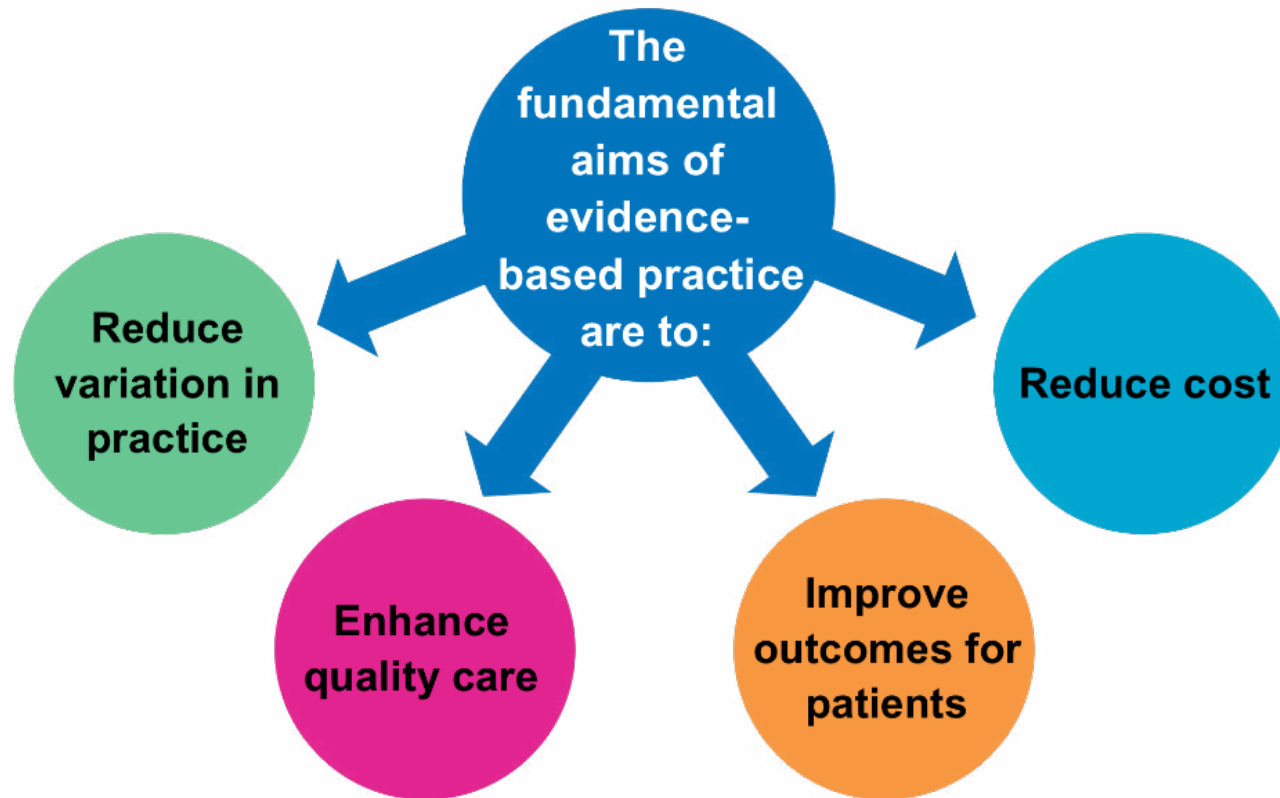 The
fundamental
aims of
evidence-
based practice
are to:
Reduce
variation in
practice
Enhance
quality care
Improve
outcomes for
patients
Reduce cost